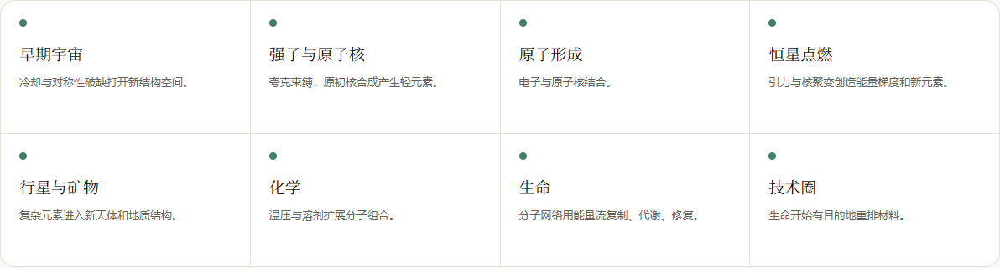 早期宇宙
冷却与对称性破缺打开新结构空间。
强子与原子核
夸克束缚，原初核合成产生轻元素。
原子形成
电子与原子核结合。
恒星点燃
引力与核聚变创造能量梯度和新元素。
行星与矿物
复杂元素进入新天体和地质结构。
化学
温压与溶剂扩展分子组合。
生命
分子网络用能量流复制、代谢、修复。
技术圈
生命开始有目的地重排材料。